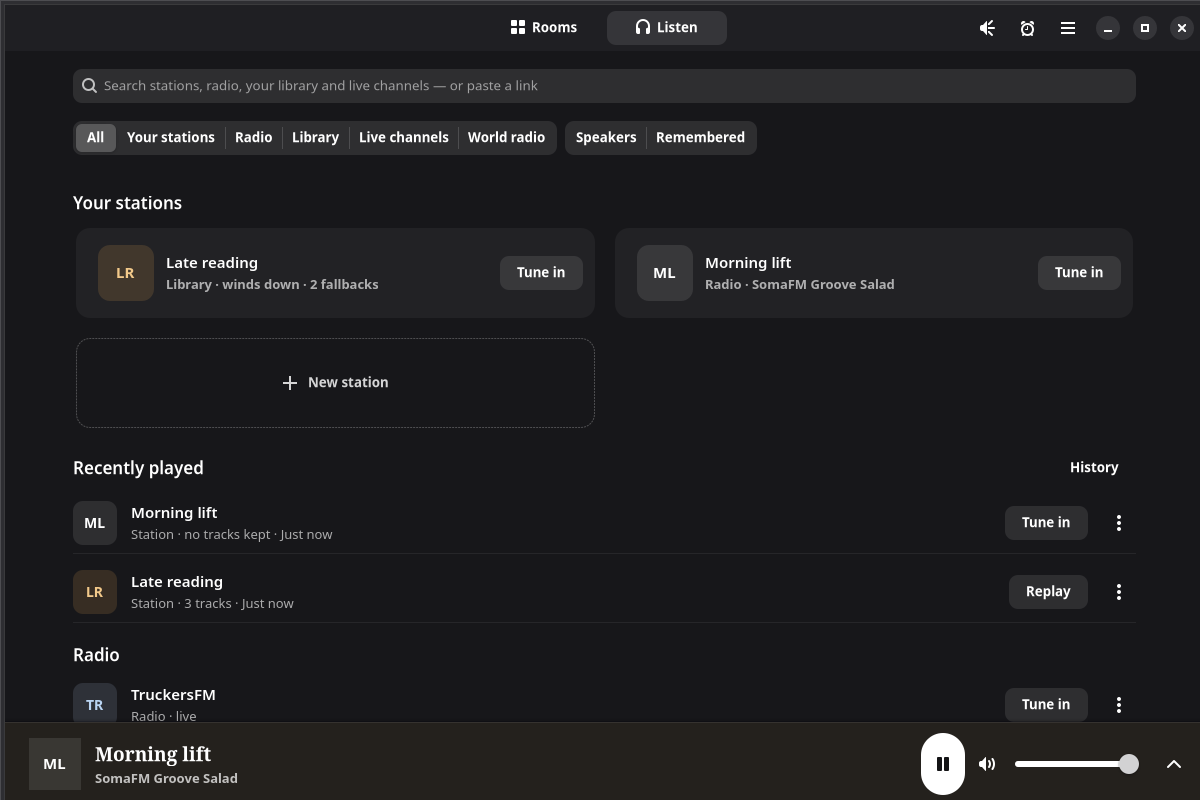 Rooms
Listen
Search stations, radio, your library and live channels — or paste a link
All
Your stations
Radio
Library
Live channels
World radio
Speakers
Remembered
Your stations
LR
Late reading
Library · winds down · 2 fallbacks
Tune in
ML
Morning lift
Radio · SomaFM Groove Salad
Tune in
New station
Recently played
History
ML
Morning lift
Station · no tracks kept · Just now
Tune in
LR
Late reading
Station · 3 tracks · Just now
Replay
Radio
TR
TruckersFM
Radio · live
Tune in
ML
Morning lift
SomaFM Groove Salad